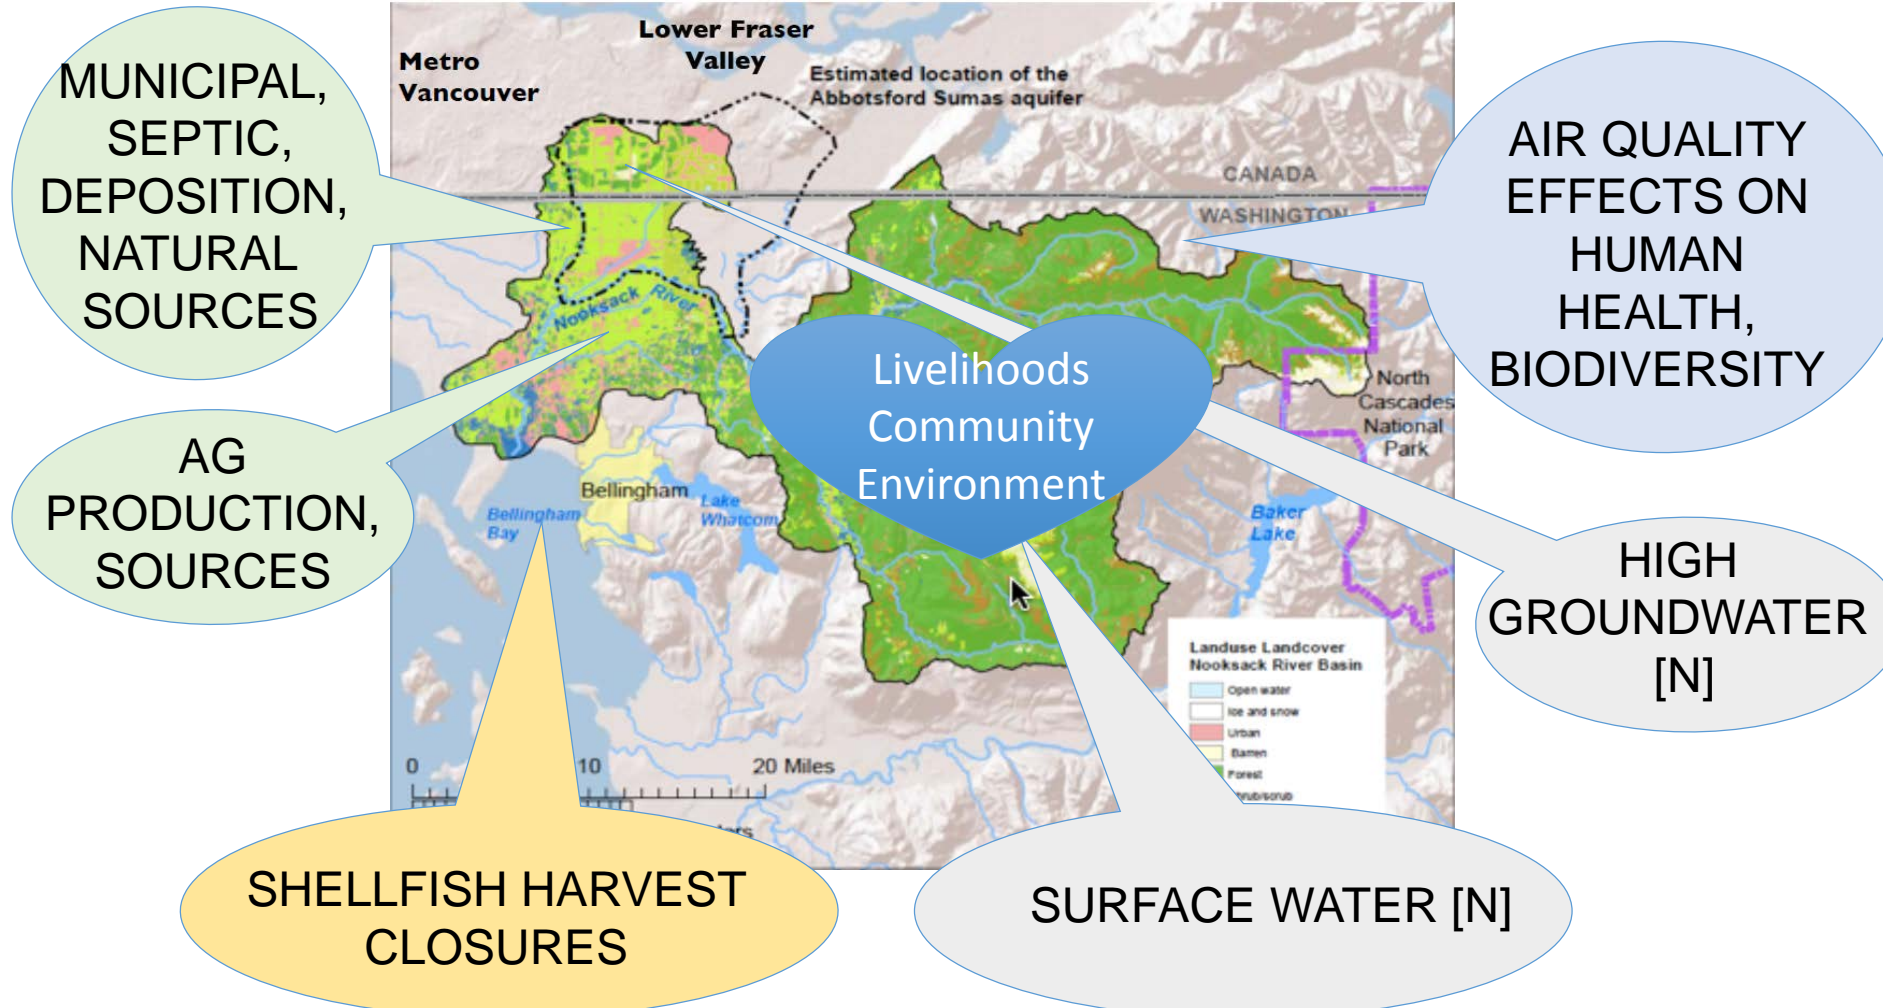 MUNICIPAL,
SEPTIC,
DEPOSITION,
NATURAL
SOURCES
AG
PRODUCTION,
SOURCES
Metro
Vancouver
Lower Fraser
Valley
Estimated location of the
Abbotsford Sumas aquifer
CANADA
WASHINGTON
AIR QUALITY
EFFECTS ON
HUMAN
HEALTH,
BIODIVERSITY
Nooksack River
Livelihoods
Community
Environment
North
Cascades
National
Park
Bellingham
Bellingham
Bay
Lake
Whatcom
Baker
Lake
HIGH
GROUNDWATER
[N]
Landuse Landcover
Nooksack River Basin
Open water
Ice and snow
Urban
Barren
Forest
0 10 20 Miles
SHELLFISH HARVEST
CLOSURES
SURFACE WATER [N]